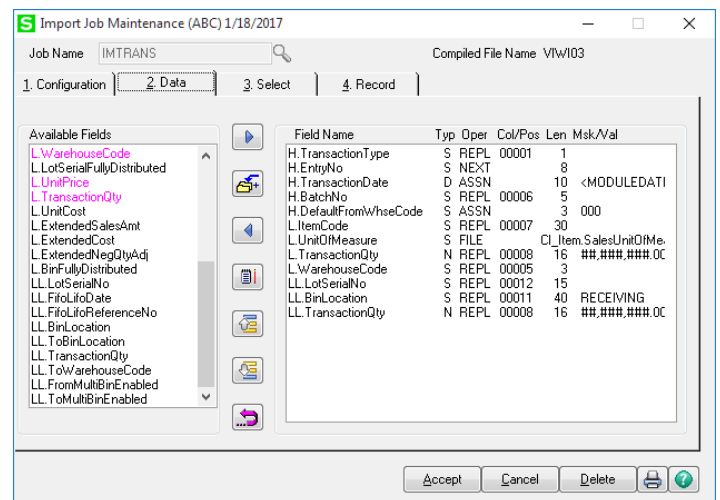 S Import Job Maintenance (ABC) 1/18/2017
Job Name IMTRANS Compiled File Name VIWI03
1. Configuration 2. Data 3. Select 4. Record
Available Fields
L.WarehouseCode
L.LotSerialFullyDistributed
L.UnitPrice
L.TransactionQty
L.UnitCost
L.ExtendedSalesAmt
L.ExtendedCost
L.ExtendedNegQtyAdj
L.BinFullyDistributed
LL.LotSerialNo
LL.FifoLifoDate
LL.FifoLifoReferenceNo
LL.BinLocation
LL.ToBinLocation
LL.TransactionQty
LL.ToWarehouseCode
LL.FromMultiBinEnabled
LL.ToMultiBinEnabled
Field Name Typ Oper Col/Pos Len Msk/Val
H.TransactionType S REPL 00001 1
H.EntryNo S NEXT 8
H.TransactionDate D ASSN 10 <MODULEDATI
H.BatchNo S REPL 00006 5
H.DefaultFromWhseCode S ASSN 3 000
L.ItemCode S REPL 00007 30
L.UnitOfMeasure S FILE CI_Item.SalesUnitOfMe.
L.TransactionQty N REPL 00008 16 ##,###,###.0C
L.WarehouseCode S REPL 00005 3
LL.LotSerialNo S REPL 00012 15
LL.BinLocation S REPL 00011 40 RECEIVING
LL.TransactionQty N REPL 00008 16 ##,###,###.0C
Accept Cancel Delete